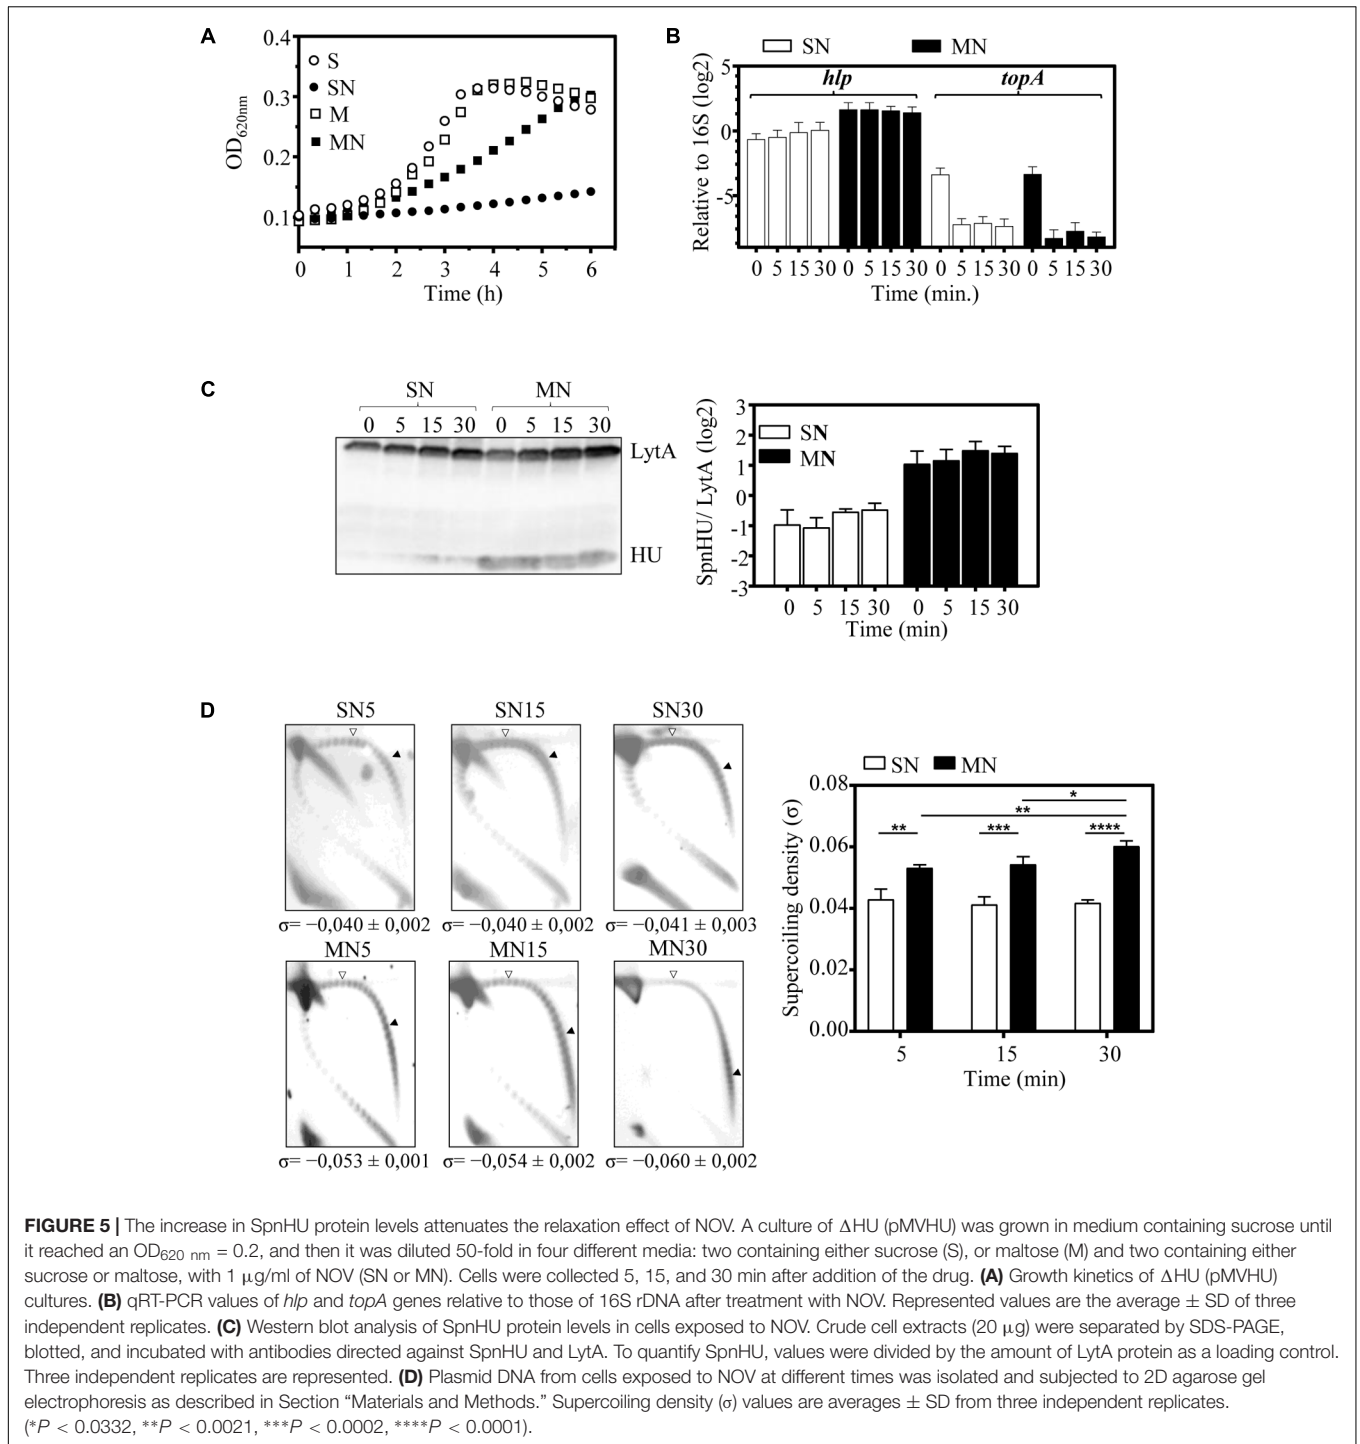 A
0.4
0.3
0.2
0.1
OD620nm
S
SN
M
MN
0 1 2 3 4 5 6
Time (h)
B
SN MN
hlp topA
5
0
-5
Relative to 16S (log2)
0 5 15 30 0 5 15 30 0 5 15 30 0 5 15 30
Time (min.)
C
SN MN
0 5 15 30 0 5 15 30
LytA
HU
3
2
1
0
-1
-2
-3
SpnHU/ LytA (log2)
SN
MN
0 5 15 30 0 5 15 30
Time (min)
D
SN5 SN15 SN30
σ= −0,040 ± 0,002 σ= −0,040 ± 0,002 σ= −0,041 ± 0,003
MN5 MN15 MN30
σ= −0,053 ± 0,001 σ= −0,054 ± 0,002 σ= −0,060 ± 0,002
SN MN
0.08
0.06
0.04
0.02
0.00
Supercoiling density (σ)
*
**
** *** ****
5 15 30
Time (min)
FIGURE 5 | The increase in SpnHU protein levels attenuates the relaxation effect of NOV. A culture of ΔHU (pMVHU) was grown in medium containing sucrose until
it reached an OD620 nm = 0.2, and then it was diluted 50-fold in four different media: two containing either sucrose (S), or maltose (M) and two containing either
sucrose or maltose, with 1 μg/ml of NOV (SN or MN). Cells were collected 5, 15, and 30 min after addition of the drug. (A) Growth kinetics of ΔHU (pMVHU)
cultures. (B) qRT-PCR values of hlp and topA genes relative to those of 16S rDNA after treatment with NOV. Represented values are the average ± SD of three
independent replicates. (C) Western blot analysis of SpnHU protein levels in cells exposed to NOV. Crude cell extracts (20 μg) were separated by SDS-PAGE,
blotted, and incubated with antibodies directed against SpnHU and LytA. To quantify SpnHU, values were divided by the amount of LytA protein as a loading control.
Three independent replicates are represented. (D) Plasmid DNA from cells exposed to NOV at different times was isolated and subjected to 2D agarose gel
electrophoresis as described in Section “Materials and Methods.” Supercoiling density (σ) values are averages ± SD from three independent replicates.
(*P < 0.0332, **P < 0.0021, ***P < 0.0002, ****P < 0.0001).